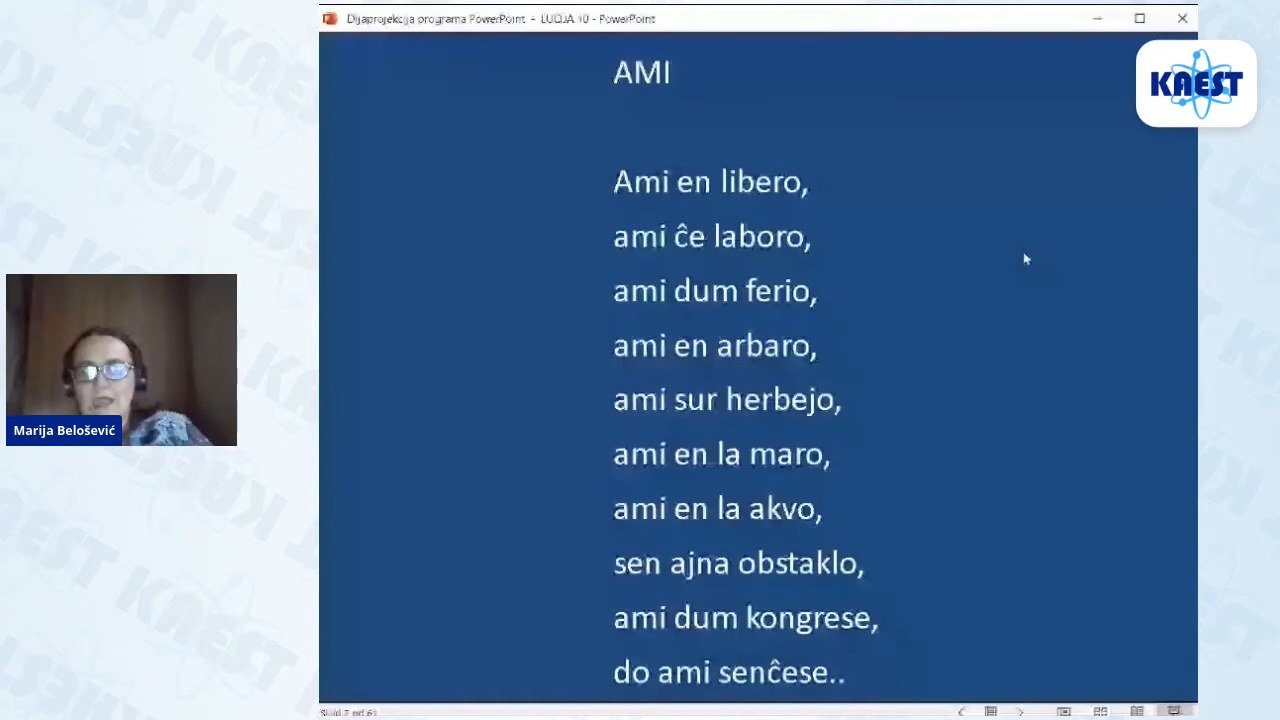 Dijaprojekcija programa PowerPoint - LUCIJA 10 - PowerPoint
KAEST
AMI
Ami en libero,
ami ĉe laboro,
ami dum ferio,
ami en arbaro,
ami sur herbejo,
ami en la maro,
ami en la akvo,
sen ajna obstaklo,
ami dum kongrese,
do ami senĉese..
Marija Belošević